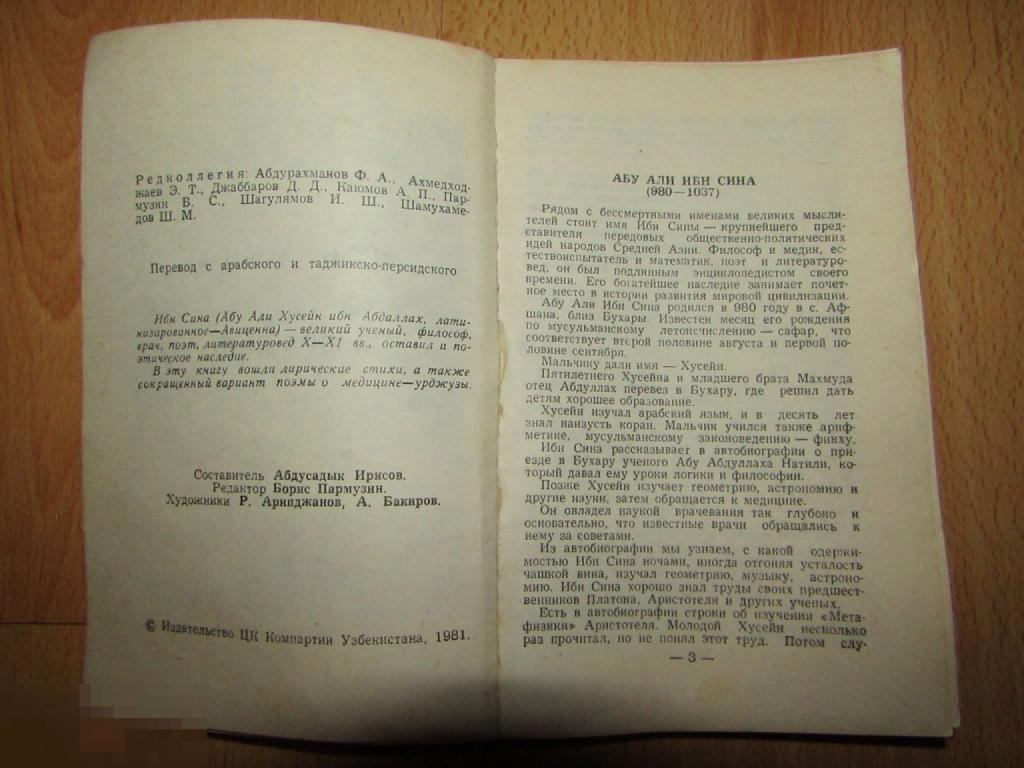 Редколлегия: Абдурахманов Ф. А., Ахмедход-
жаев Э. Т., Джаббаров Д. Д., Каюмов А. П., Пар-
музин Б. С., Шагулямов И. Ш., Шамухаме-
дов Ш. М.
Перевод с арабского и таджикско-персидского
Ибн Сина (Абу Али Хусейн ибн Абдаллах, лати-
низированное—Авиценна) — великий ученый, философ,
врач, поэт, литературовед X—XI вв., оставил и по-
этическое наследие.
В эту книгу вошли лирические стихи, а также
сокращенный вариант поэмы о медицине—урджузы.
Составитель Абдусадык Ирисов.
Редактор Борис Пармузин.
Художники Р. Арипджанов, А. Бакиров.
© Издательство ЦК Компартии Узбекистана, 1981.
АБУ АЛИ ИБН СИНА
(980—1037)
Рядом с бессмертными именами великих мысли-
телей стоит имя Ибн Сины — крупнейшего пред-
ставителя передовых общественно-политических
идей народов Средней Азии. Философ и медик, ес-
тествоиспытатель и математик, поэт и литературо-
вед, он был подлинным энциклопедистом своего
времени. Его богатейшее наследие занимает почет-
ное место в истории развития мировой цивилизации.
Абу Али Ибн Сина родился в 980 году в с. Аф-
шана, близ Бухары. Известен месяц его рождения
по мусульманскому летоисчислению — сафар, что
соответствует второй половине августа и первой по-
ловине сентября.
Мальчику дали имя — Хусейн.
Пятилетнего Хусейна и младшего брата Махмуда
отец Абдуллах перевез в Бухару, где решил дать
детям хорошее образование.
Хусейн изучал арабский язык, и в десять лет
знал наизусть коран. Мальчик учился также ариф-
метике, мусульманскому законоведению — фикху.
Ибн Сина рассказывает в автобиографии о при-
езде в Бухару ученого Абу Абдуллаха Натили, ко-
торый давал ему уроки логики и философии.
Позже Хусейн изучает геометрию, астрономию и
другие науки, затем обращается к медицине.
Он овладел наукой врачевания так глубоко и
основательно, что известные врачи обращались к
нему за советами.
Из автобиографии мы узнаем, с какой одержи-
мостью Ибн Сина ночами, иногда отгоняя усталость
чашкой вина, изучал геометрию, музыку, астроно-
мию. Ибн Сина хорошо знал труды своих предшест-
венников Платона, Аристотеля и других ученых.
Есть в автобиографии строки об изучении «Мета-
физики» Аристотеля. Молодой Хусейн несколько
раз прочитал, но не понял этот труд. Потом слу-
— 3 —